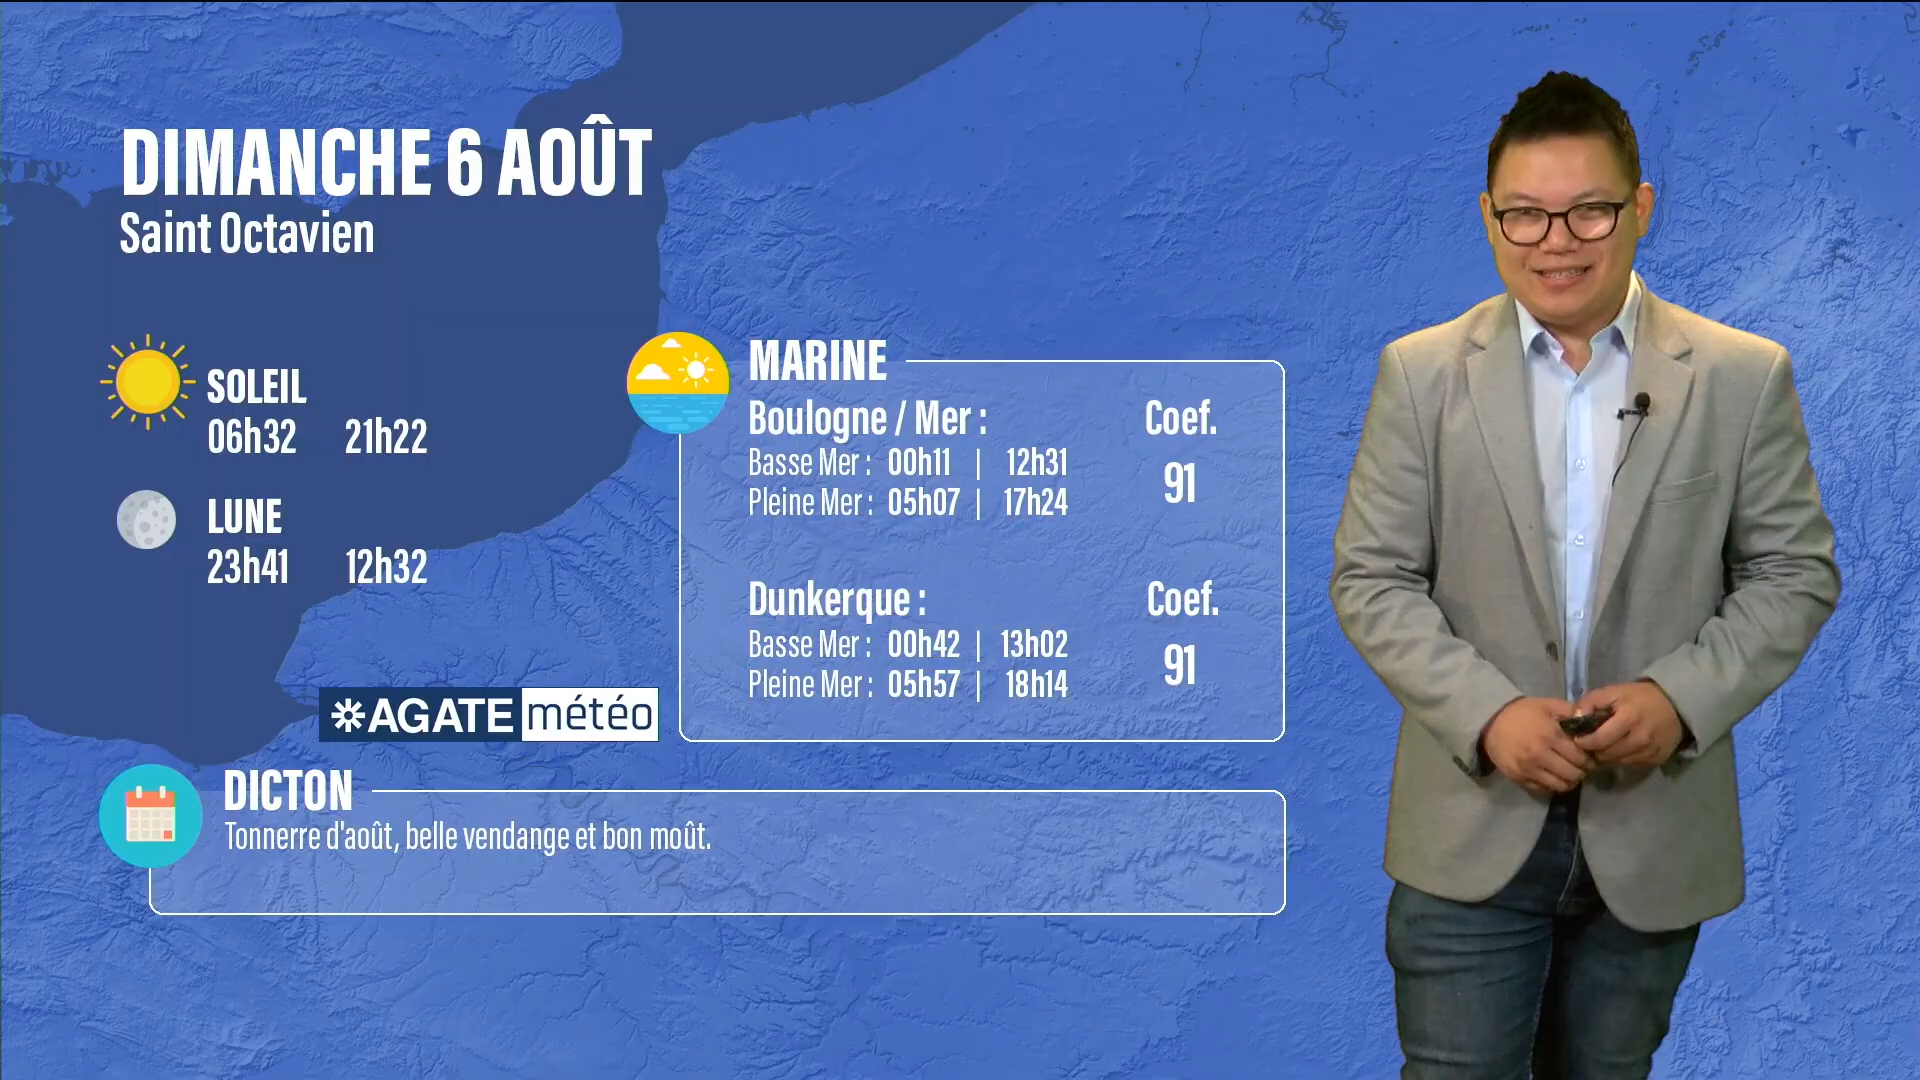 DIMANCHE 6 AOÛT
Saint Octavien
SOLEIL
06h32 21h22
LUNE
23h41 12h32
MARINE
Boulogne / Mer : Coef.
Basse Mer : 00h11 | 12h31
Pleine Mer : 05h07 | 17h24
91
Dunkerque : Coef.
Basse Mer : 00h42 | 13h02
Pleine Mer : 05h57 | 18h14
91
AGATE météo
DICTON
Tonnerre d'août, belle vendange et bon moût.